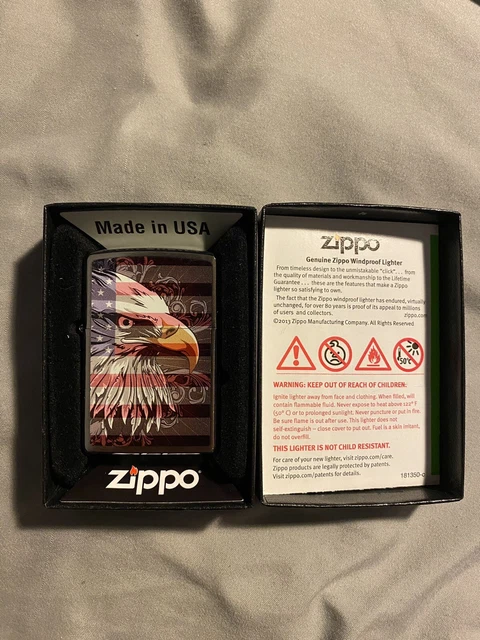 Made in USA
zippo
zippo
Genuine Zippo Windproof Lighter
From timeless design to the unmistakable "click". . . from
the quality of materials and workmanship to the Lifetime
Guarantee . . . these are the features that make a Zippo
lighter so satisfying to own.
The fact that the Zippo windproof lighter has endured, virtually
unchanged, for over 80 years is proof of its appeal to millions
of users and collectors.
zippo.com
©2013 Zippo Manufacturing Company. All Rights Reserved
50°C
WARNING: KEEP OUT OF REACH OF CHILDREN:
Ignite lighter away from face and clothing. When filled, will
contain flammable fluid. Never expose to heat above 122° F
(50° C) or to prolonged sunlight. Never puncture or put in fire.
Be sure flame is out after use. This lighter does not
self-extinguish – close cover to put out. Fuel is a skin irritant,
do not overfill.
THIS LIGHTER IS NOT CHILD RESISTANT.
For care of your new lighter, visit zippo.com/care.
Zippo products are legally protected by patents.
Visit zippo.com/patents for details.
181350-